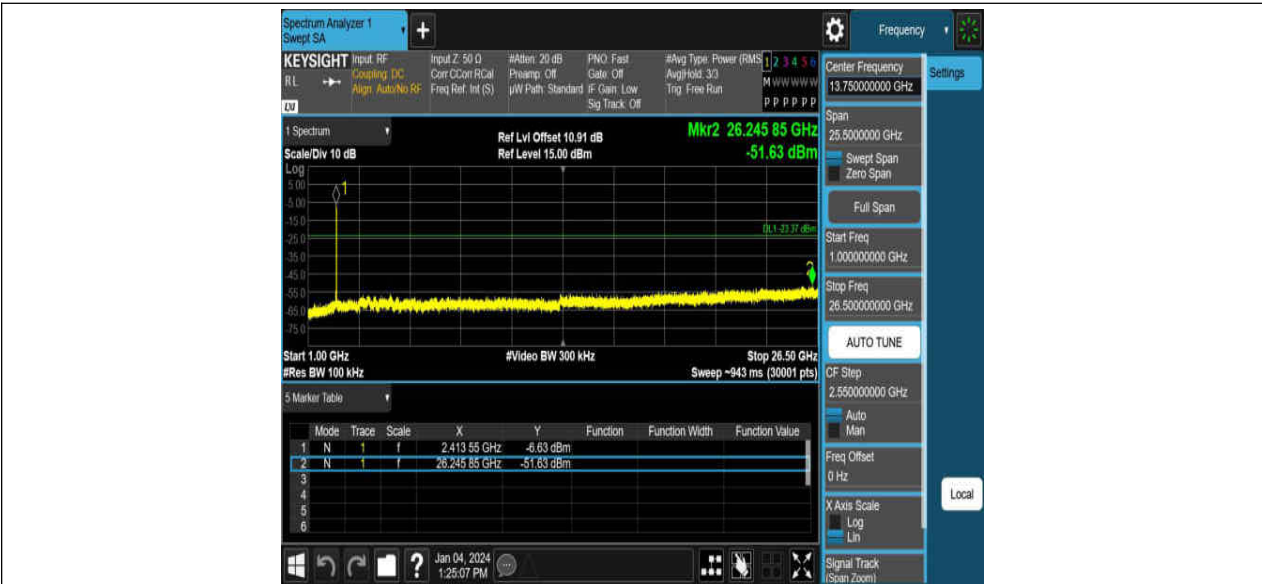 Spectrum Analyzer 1
Swept SA
+
Frequency
KEYSIGHT
RL
LXI
Input: RF
Coupling: DC
Align: Auto/No RF
Input Z: 50 Ω
Corr CCorr RCal
Freq Ref: Int (S)
#Atten: 20 dB
Preamp: Off
µW Path: Standard
PNO: Fast
Gate: Off
IF Gain: Low
Sig Track: Off
#Avg Type: Power (RMS
Avg|Hold: 3/3
Trig: Free Run
1 2 3 4 5 6
M W W W W W
P P P P P P
1 Spectrum
Scale/Div 10 dB
Ref Lvl Offset 10.91 dB
Ref Level 15.00 dBm
Mkr2 26.245 85 GHz
-51.63 dBm
Log
5.00
-5.00
-15.0
-25.0
-35.0
-45.0
-55.0
-65.0
-75.0
1
DL1 -23.37 dBm
2
Start 1.00 GHz
#Res BW 100 kHz
#Video BW 300 kHz
Stop 26.50 GHz
Sweep ~943 ms (30001 pts)
5 Marker Table
Mode Trace Scale X Y Function Function Width Function Value
1 N 1 f 2.413 55 GHz -6.63 dBm
2 N 1 f 26.245 85 GHz -51.63 dBm
3
4
5
6
Jan 04, 2024
1:25:07 PM
?
Center Frequency
13.750000000 GHz
Span
25.5000000 GHz
Swept Span
Zero Span
Full Span
Start Freq
1.000000000 GHz
Stop Freq
26.500000000 GHz
AUTO TUNE
CF Step
2.550000000 GHz
Auto
Man
Freq Offset
0 Hz
X Axis Scale
Log
Lin
Signal Track
(Span Zoom)
Settings
Local